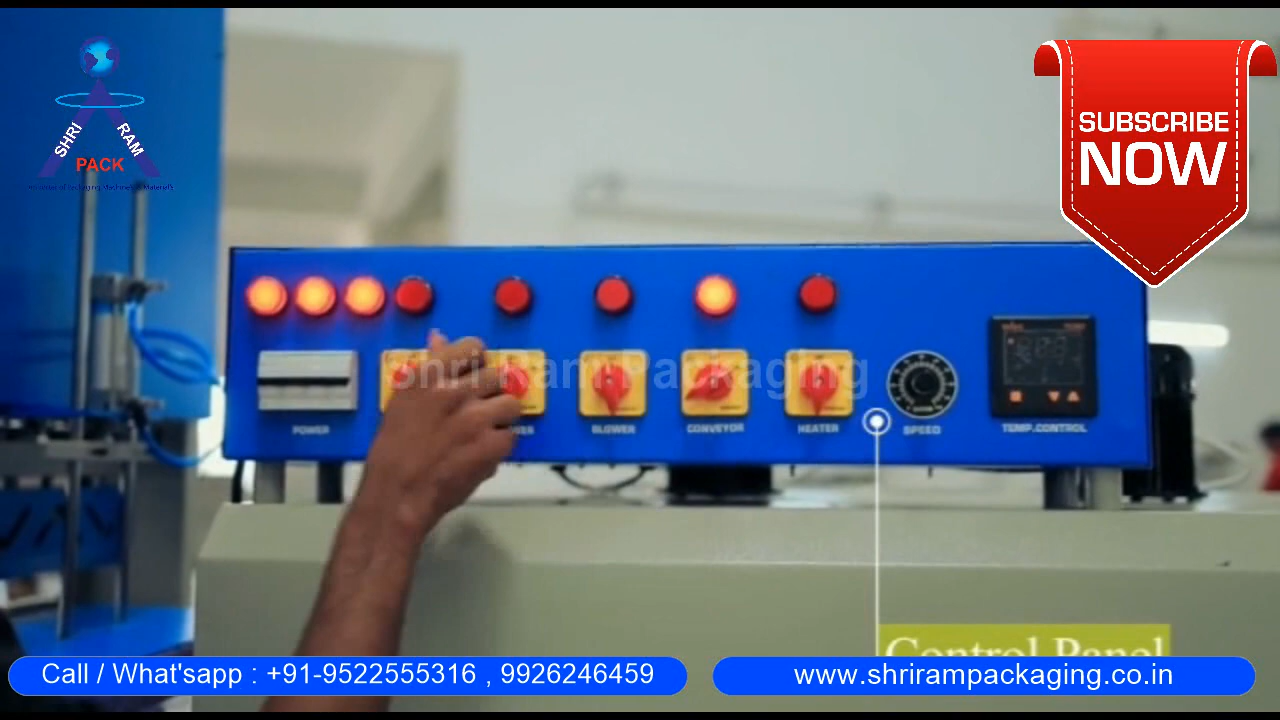 SHRI
RAM
PACK
SUBSCRIBE
NOW
Shri Ram Packaging
POWER
BLOWER
CONVEYOR
HEATER
SPEED
TEMP.CONTROL
Control Panel
Call / What'sapp : +91-9522555316 , 9926246459
www.shrirampackaging.co.in